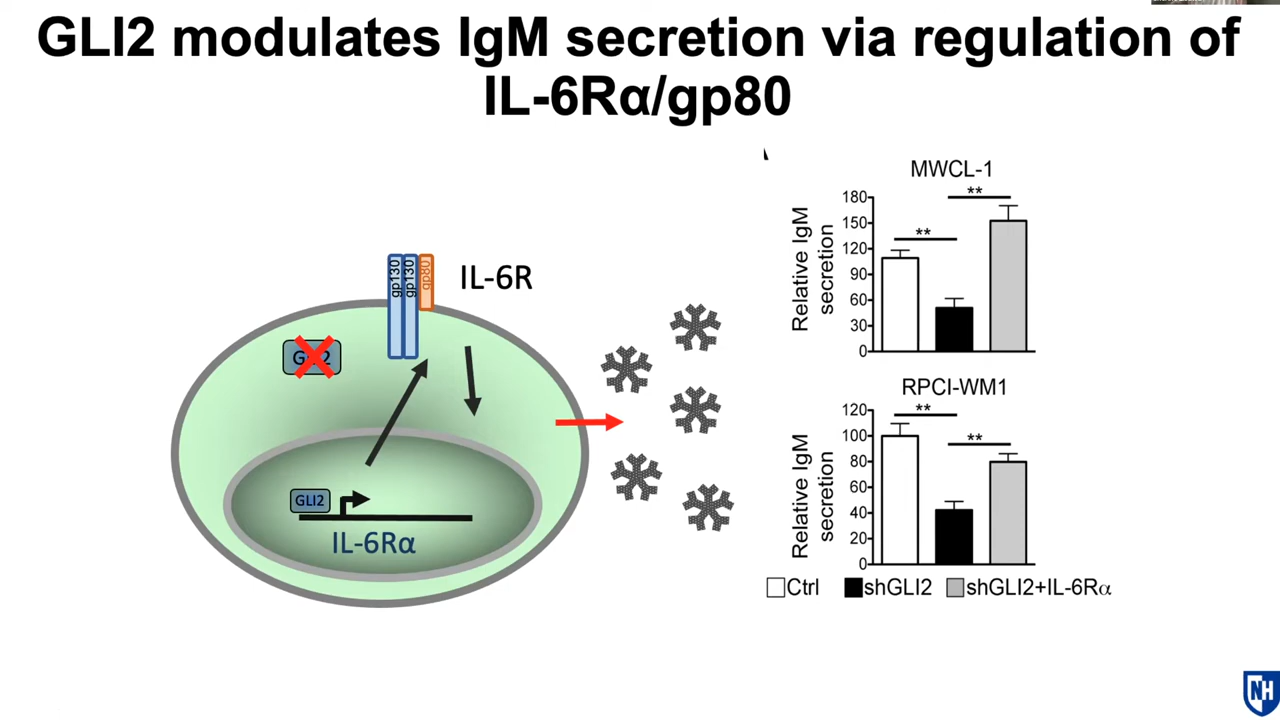 GLI2 modulates IgM secretion via regulation of
IL-6Rα/gp80
gp130
gp130
gp80
IL-6R
GLI2
IL-6Rα
MWCL-1
Relative IgM
secretion
180
150
120
90
60
30
0
**
**
RPCI-WM1
Relative IgM
secretion
120
100
80
60
40
20
0
**
**
Ctrl
shGLI2
shGLI2+IL-6Rα
NH